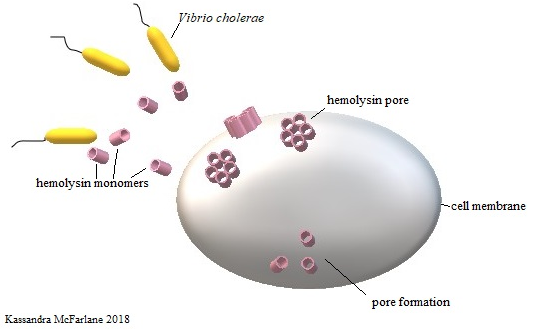 Vibrio cholerae
hemolysin pore
hemolysin monomers
cell membrane
pore formation
Kassandra McFarlane 2018